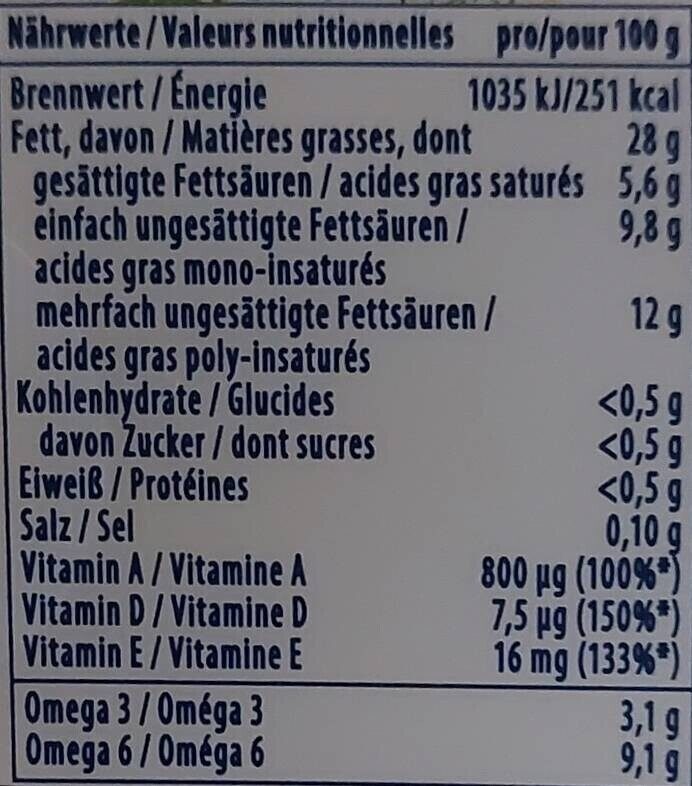 Nährwerte / Valeurs nutritionnelles pro/pour 100 g
Brennwert / Énergie 1035 kJ/251 kcal
Fett, davon / Matières grasses, dont 28 g
gesättigte Fettsäuren / acides gras saturés 5,6 g
einfach ungesättigte Fettsäuren / 9,8 g
acides gras mono-insaturés
mehrfach ungesättigte Fettsäuren / 12 g
acides gras poly-insaturés
Kohlenhydrate / Glucides <0,5 g
davon Zucker / dont sucres <0,5 g
Eiweiß / Protéines <0,5 g
Salz / Sel 0,10 g
Vitamin A / Vitamine A 800 µg (100%*)
Vitamin D / Vitamine D 7,5 µg (150%*)
Vitamin E / Vitamine E 16 mg (133%*)
Omega 3 / Oméga 3 3,1 g
Omega 6 / Oméga 6 9,1 g